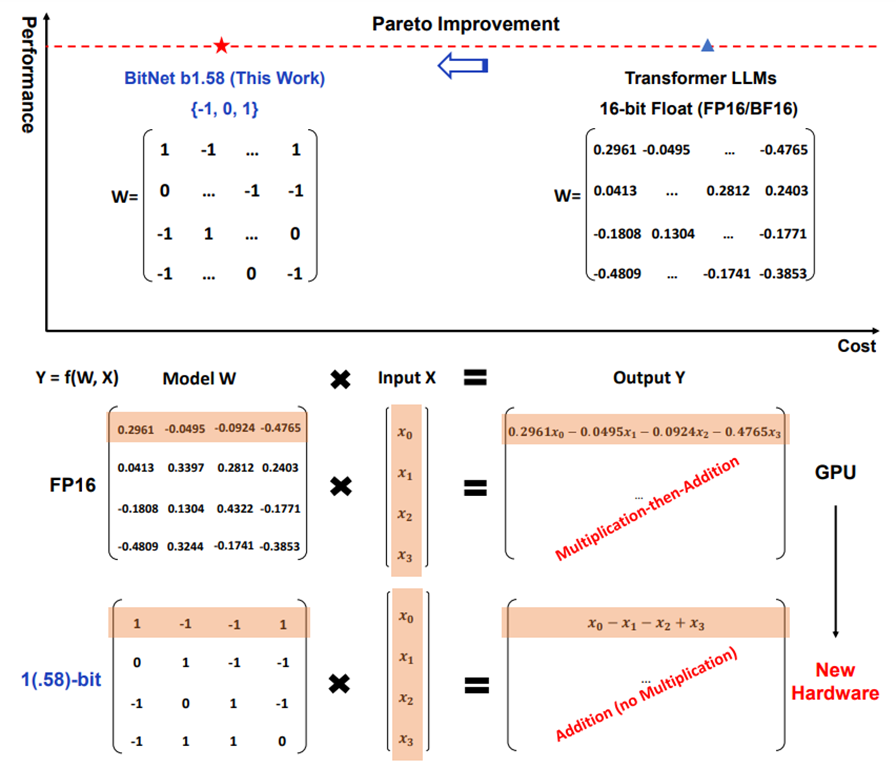 Performance
Pareto Improvement
BitNet b1.58 (This Work)
{-1, 0, 1}
W=
1 -1 ... 1
0 ... -1 -1
-1 1 ... 0
-1 ... 0 -1
Transformer LLMs
16-bit Float (FP16/BF16)
W=
0.2961 -0.0495 ... -0.4765
0.0413 ... 0.2812 0.2403
-0.1808 0.1304 ... -0.1771
-0.4809 ... -0.1741 -0.3853
Cost
Y = f(W, X) Model W ✖ Input X = Output Y
FP16
0.2961 -0.0495 -0.0924 -0.4765
0.0413 0.3397 0.2812 0.2403
-0.1808 0.1304 0.4322 -0.1771
-0.4809 0.3244 -0.1741 -0.3853
✖
x₀
x₁
x₂
x₃
=
0.2961x₀ − 0.0495x₁ − 0.0924x₂ − 0.4765x₃
...
Multiplication-then-Addition
GPU
1(.58)-bit
1 -1 -1 1
0 1 -1 -1
-1 0 1 -1
-1 1 1 0
✖
x₀
x₁
x₂
x₃
=
x₀ − x₁ − x₂ + x₃
...
Addition (no Multiplication)
New
Hardware